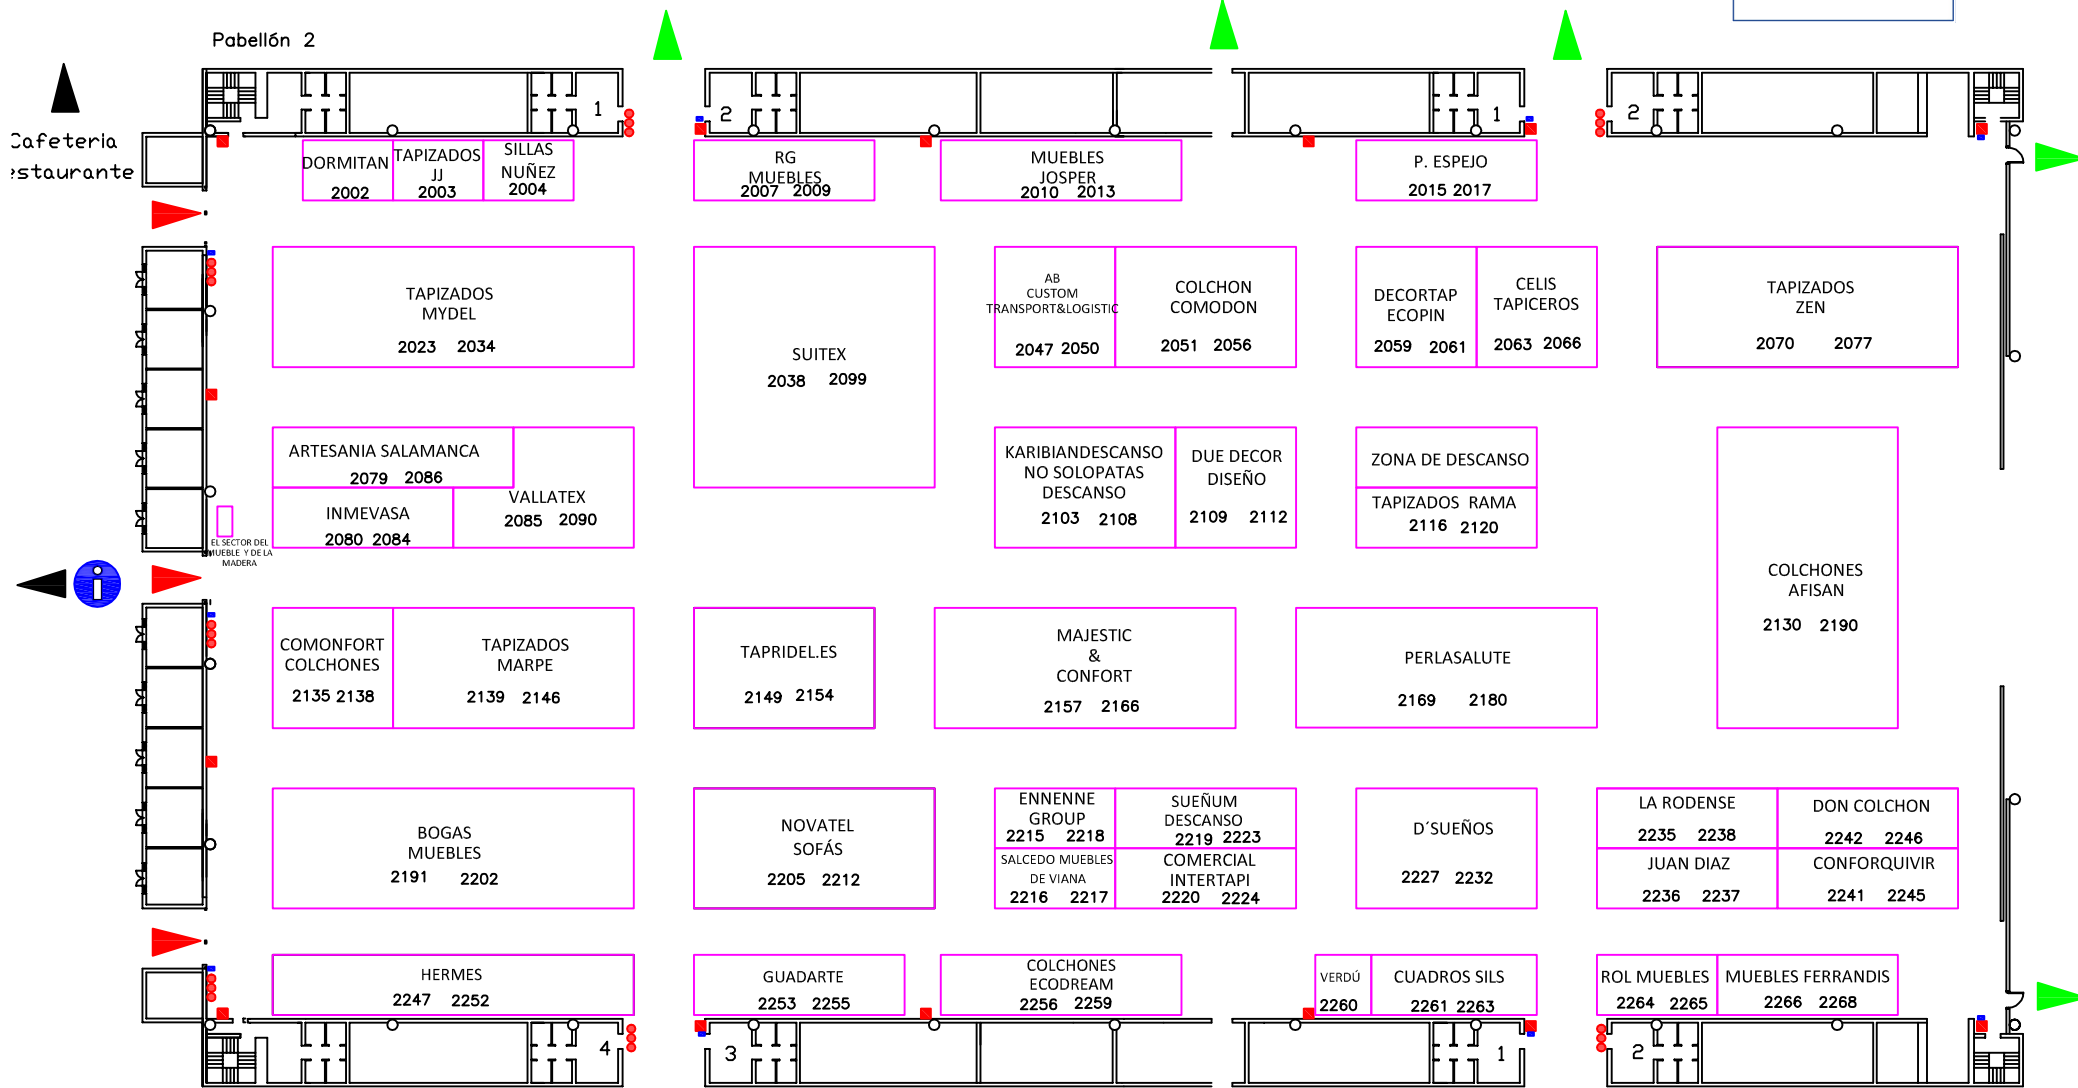 Pabellón 2
Cafeteria
estaurante
1
2
1
2
DORMITAN
2002
TAPIZADOS
JJ
2003
SILLAS
NUÑEZ
2004
RG
MUEBLES
2007 2009
MUEBLES
JOSPER
2010 2013
P. ESPEJO
2015 2017
TAPIZADOS
MYDEL
2023 2034
SUITEX
2038 2099
AB
CUSTOM
TRANSPORT&LOGISTIC
2047 2050
COLCHON
COMODON
2051 2056
DECORTAP
ECOPIN
2059 2061
CELIS
TAPICEROS
2063 2066
TAPIZADOS
ZEN
2070 2077
ARTESANIA SALAMANCA
2079 2086
INMEVASA
2080 2084
VALLATEX
2085 2090
KARIBIANDESCANSO
NO SOLOPATAS
DESCANSO
2103 2108
DUE DECOR
DISEÑO
2109 2112
ZONA DE DESCANSO
TAPIZADOS RAMA
2116 2120
EL SECTOR DEL
MUEBLE Y DE LA
MADERA
COLCHONES
AFISAN
2130 2190
COMONFORT
COLCHONES
2135 2138
TAPIZADOS
MARPE
2139 2146
TAPRIDEL.ES
2149 2154
MAJESTIC
&
CONFORT
2157 2166
PERLASALUTE
2169 2180
BOGAS
MUEBLES
2191 2202
NOVATEL
SOFÁS
2205 2212
ENNENNE
GROUP
2215 2218
SUEÑUM
DESCANSO
2219 2223
SALCEDO MUEBLES
DE VIANA
2216 2217
COMERCIAL
INTERTAPI
2220 2224
D´SUEÑOS
2227 2232
LA RODENSE
2235 2238
DON COLCHON
2242 2246
JUAN DIAZ
2236 2237
CONFORQUIVIR
2241 2245
HERMES
2247 2252
GUADARTE
2253 2255
COLCHONES
ECODREAM
2256 2259
VERDÚ
2260
CUADROS SILS
2261 2263
ROL MUEBLES
2264 2265
MUEBLES FERRANDIS
2266 2268
4
3
1
2